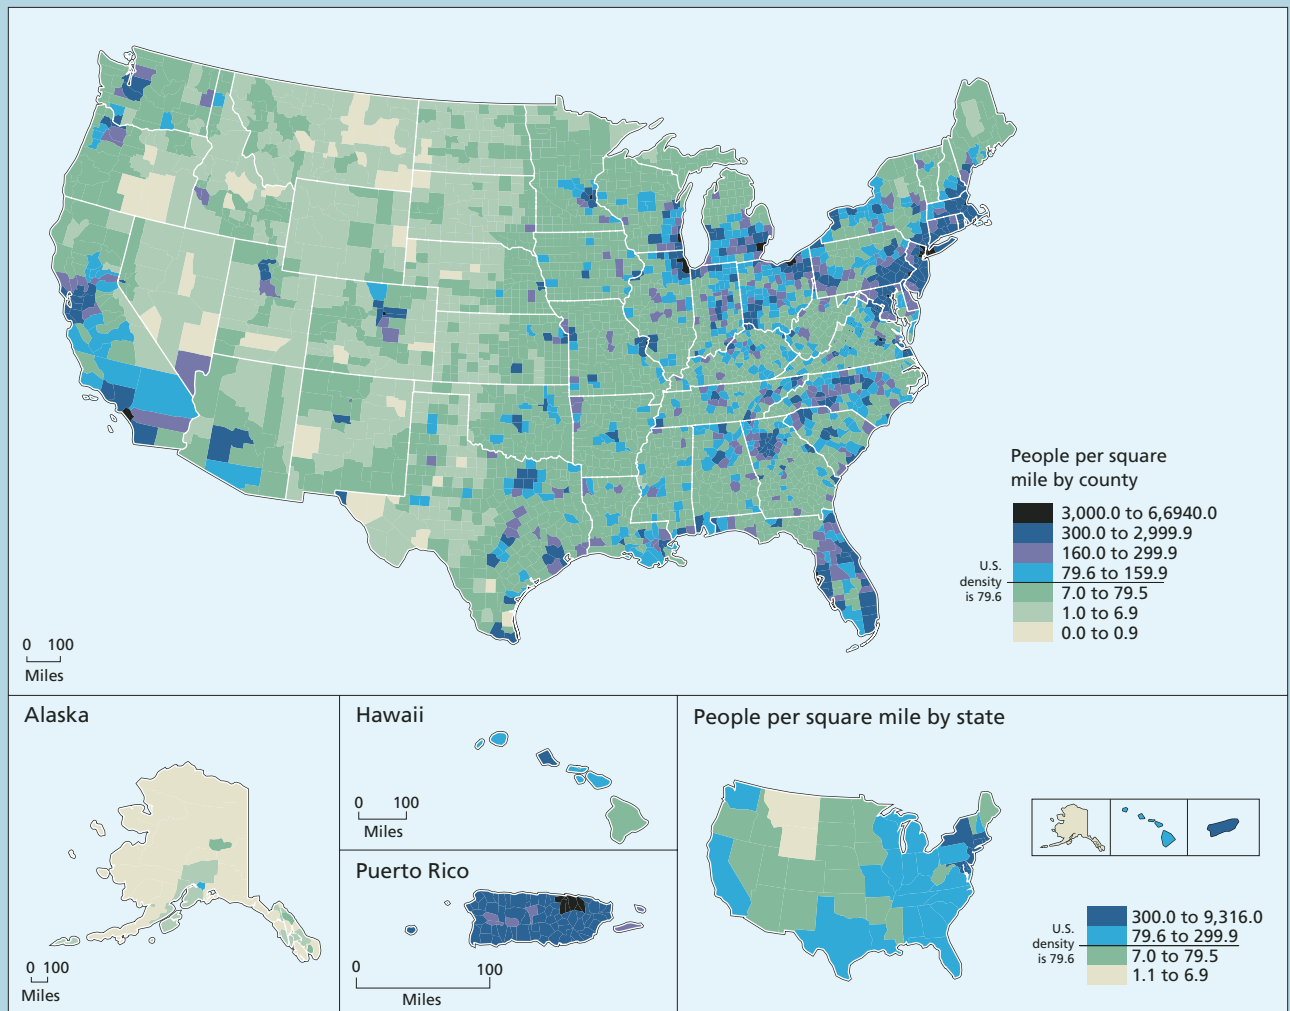 People per square
mile by county
3,000.0 to 6,6940.0
300.0 to 2,999.9
160.0 to 299.9
79.6 to 159.9
7.0 to 79.5
1.0 to 6.9
0.0 to 0.9
U.S.
density
is 79.6
0 100
Miles
Alaska
0 100
Miles
Hawaii
0 100
Miles
Puerto Rico
0 100
Miles
People per square mile by state
300.0 to 9,316.0
79.6 to 299.9
7.0 to 79.5
1.1 to 6.9
U.S.
density
is 79.6